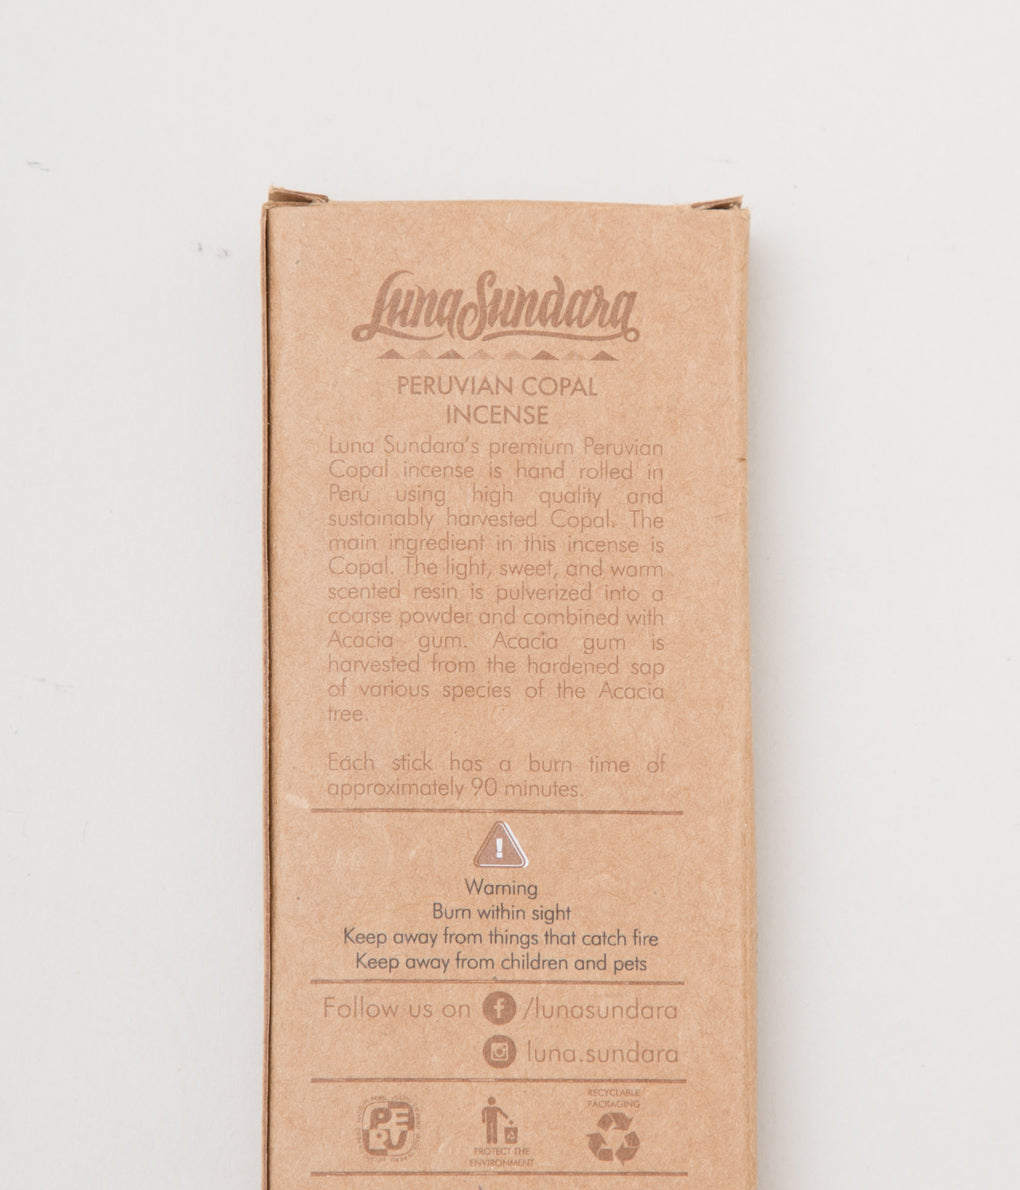 Luna Sundara
PERUVIAN COPAL
INCENSE
Luna Sundara's premium Peruvian
Copal incense is hand rolled in
Perú using high quality and
sustainably harvested Copal. The
main ingredient in this incense is
Copal. The light, sweet, and warm
scented resin is pulverized into a
coarse powder and combined with
Acacia gum. Acacia gum is
harvested from the hardened sap
of various species of the Acacia
tree.
Each stick has a burn time of
approximately 90 minutes.
!
Warning
Burn within sight
Keep away from things that catch fire
Keep away from children and pets
Follow us on f /lunasundara
luna.sundara
PERU
PROTECT THE
ENVIRONMENT
RECYCLABLE
PACKAGING